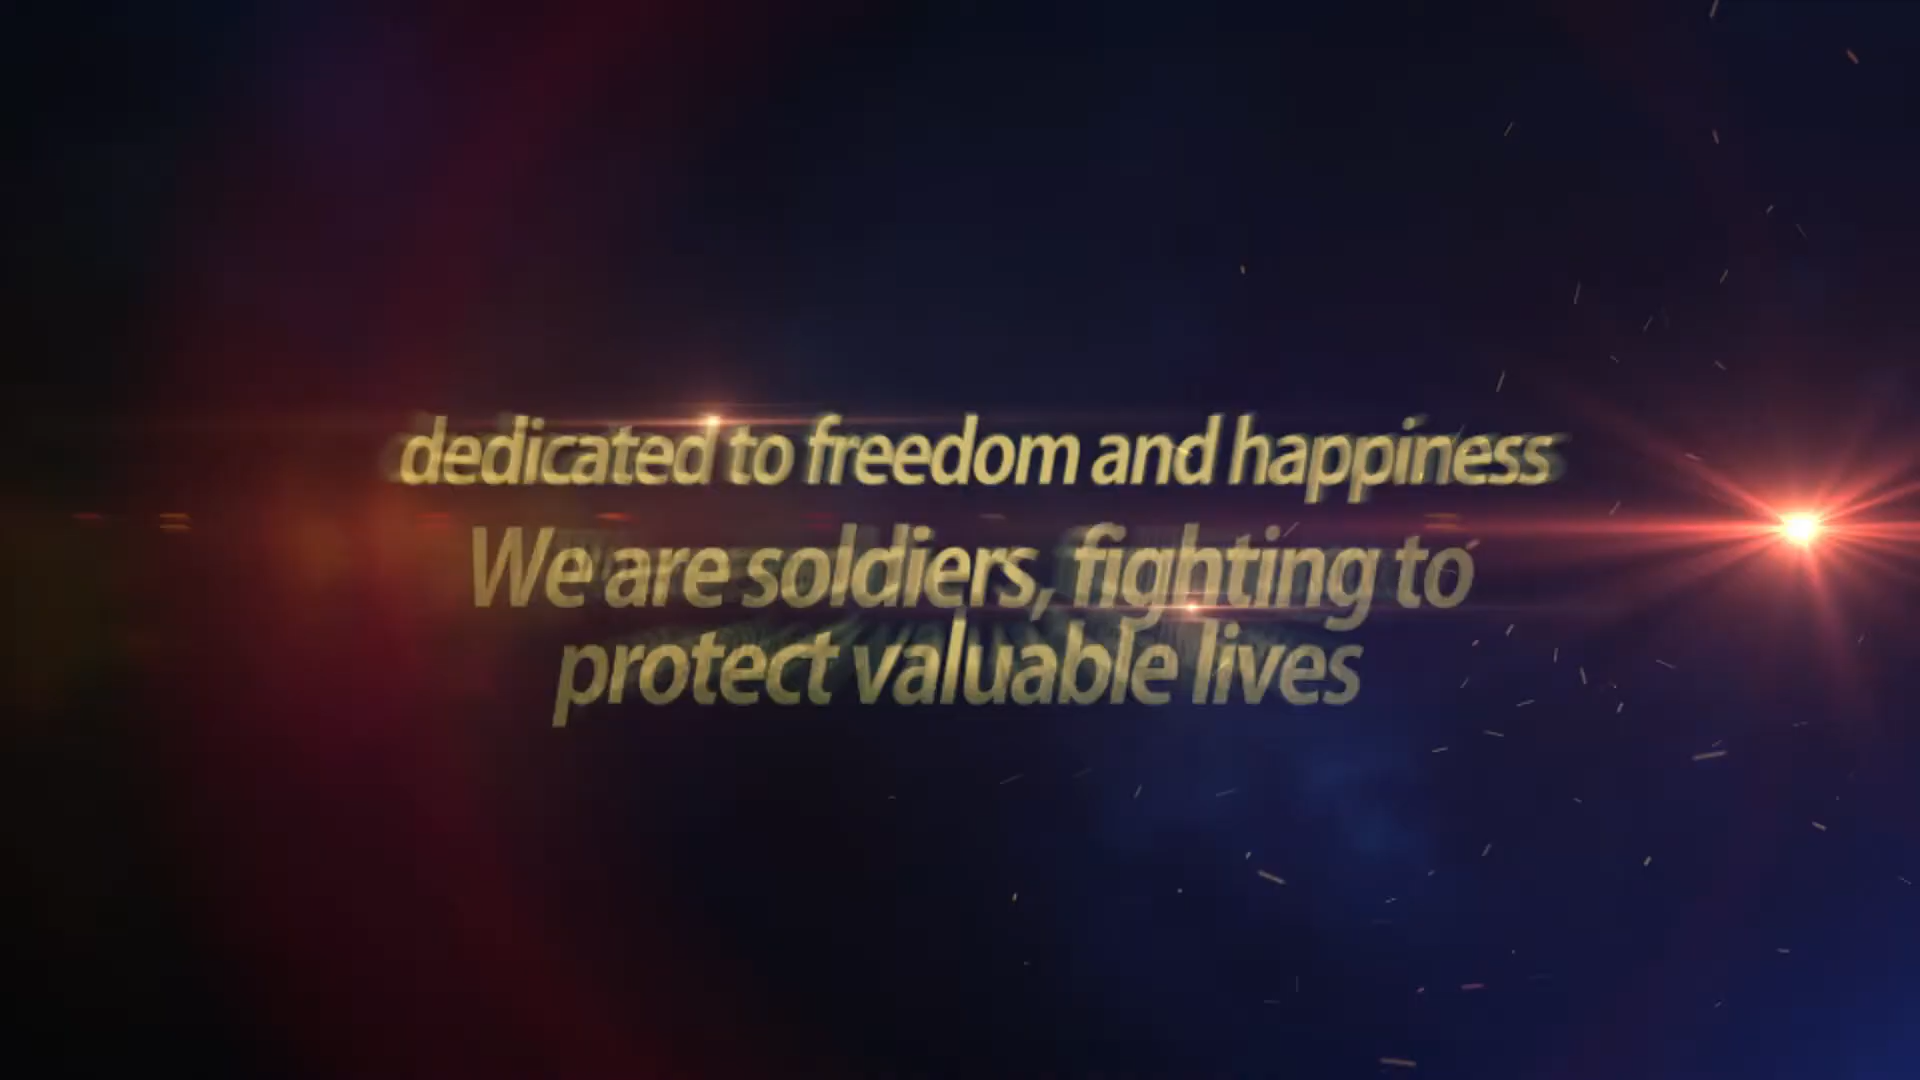 dedicated to freedom and happiness
We are soldiers, fighting to
protect valuable lives